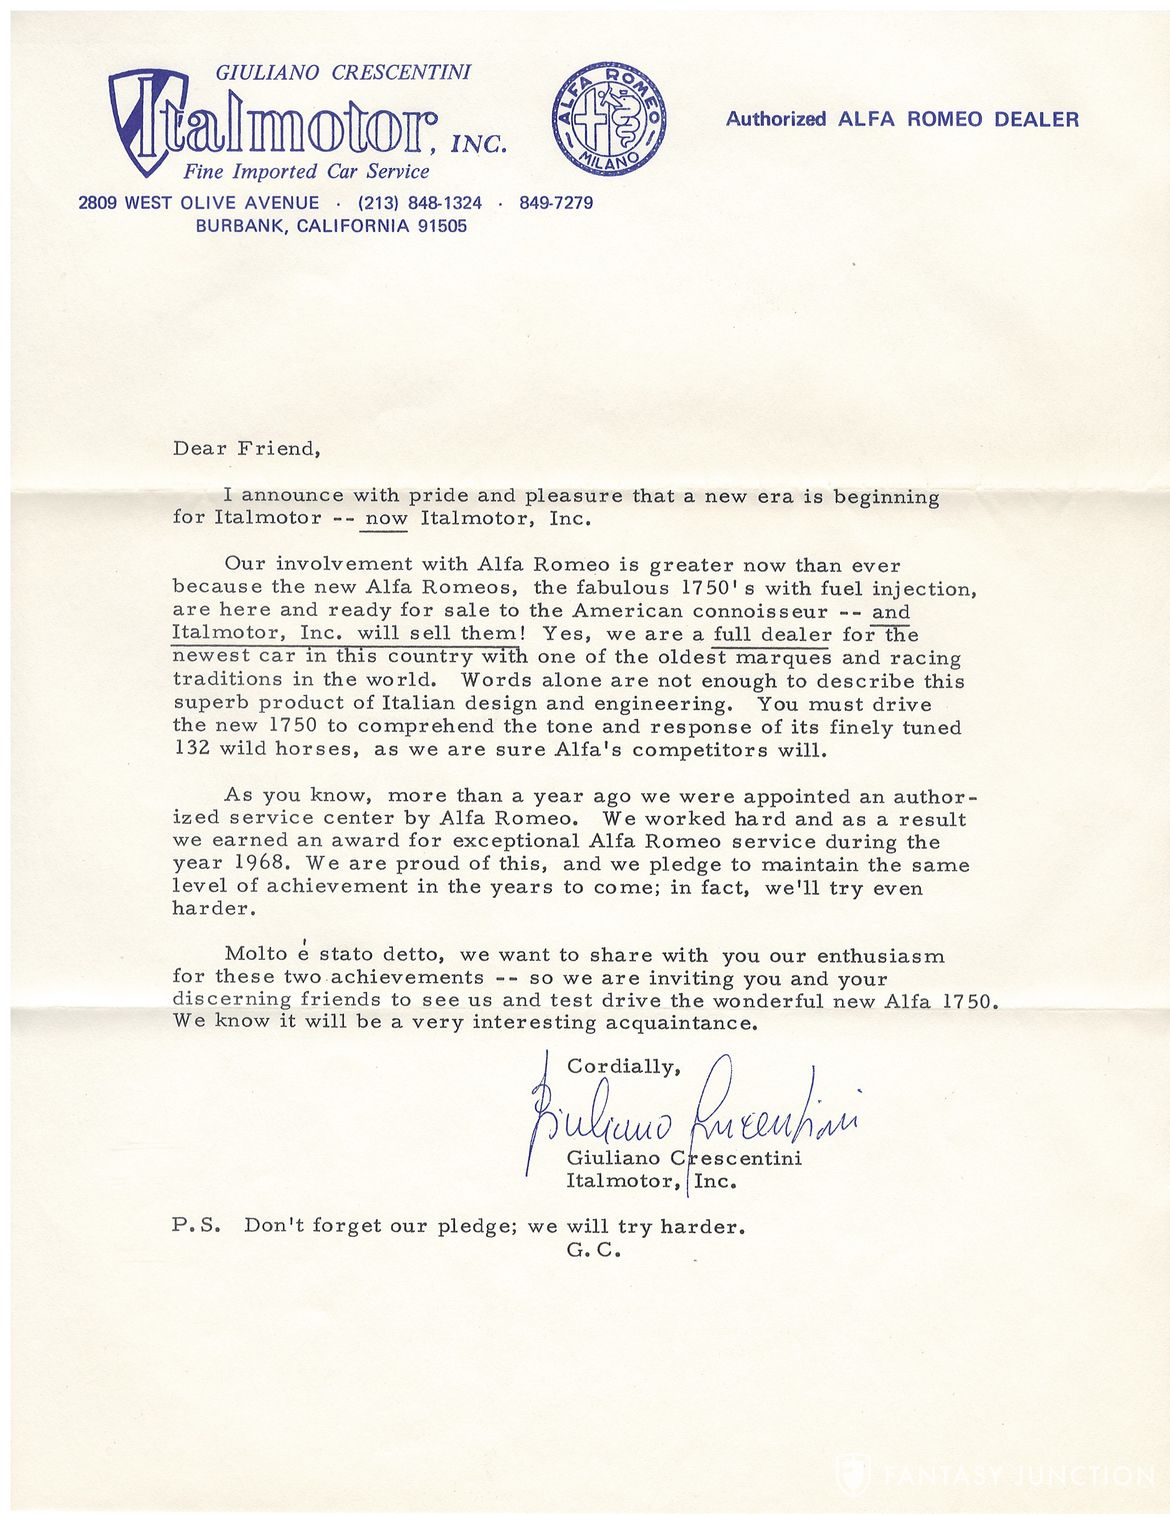 GIULIANO CRESCENTINI
Italmotor, INC.
Fine Imported Car Service
ALFA ROMEO
MILANO
Authorized ALFA ROMEO DEALER
2809 WEST OLIVE AVENUE · (213) 848-1324 · 849-7279
BURBANK, CALIFORNIA 91505
Dear Friend,
I announce with pride and pleasure that a new era is beginning
for Italmotor -- now Italmotor, Inc.
Our involvement with Alfa Romeo is greater now than ever
because the new Alfa Romeos, the fabulous 1750's with fuel injection,
are here and ready for sale to the American connoisseur -- and
Italmotor, Inc. will sell them! Yes, we are a full dealer for the
newest car in this country with one of the oldest marques and racing
traditions in the world. Words alone are not enough to describe this
superb product of Italian design and engineering. You must drive
the new 1750 to comprehend the tone and response of its finely tuned
132 wild horses, as we are sure Alfa's competitors will.
As you know, more than a year ago we were appointed an author-
ized service center by Alfa Romeo. We worked hard and as a result
we earned an award for exceptional Alfa Romeo service during the
year 1968. We are proud of this, and we pledge to maintain the same
level of achievement in the years to come; in fact, we'll try even
harder.
Molto é stato detto, we want to share with you our enthusiasm
for these two achievements -- so we are inviting you and your
discerning friends to see us and test drive the wonderful new Alfa 1750.
We know it will be a very interesting acquaintance.
Cordially,
Giuliano Crescentini
Giuliano Crescentini
Italmotor, Inc.
P.S. Don't forget our pledge; we will try harder.
G.C.
FANTASY JUNCTION